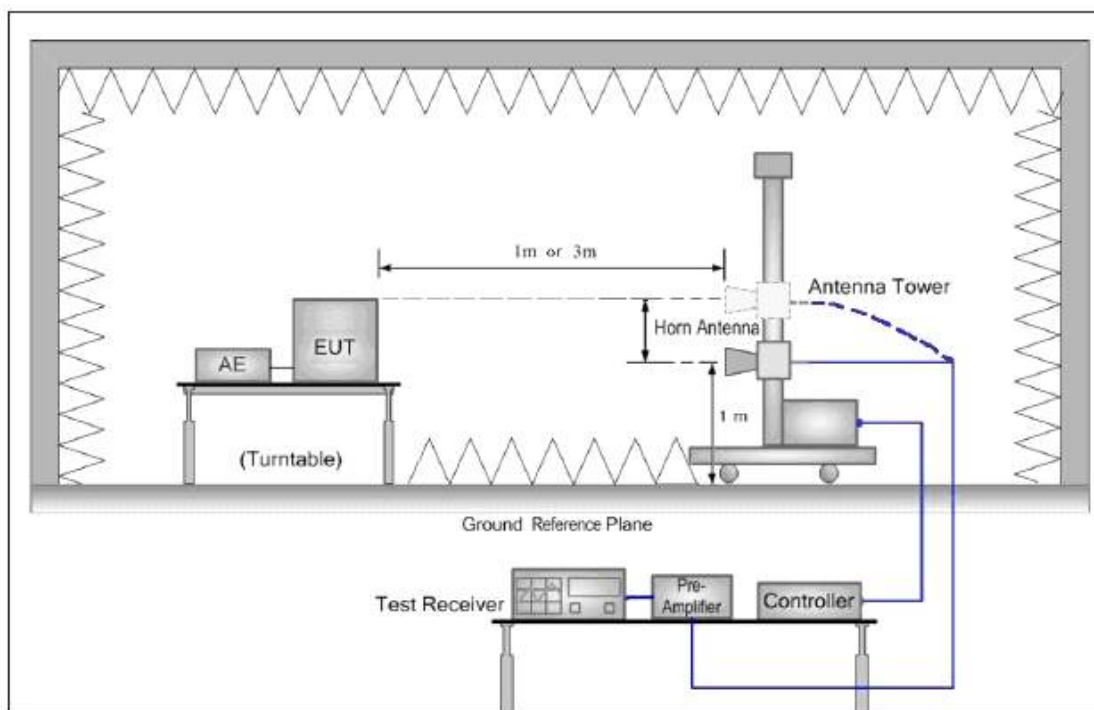 1m or 3m
Antenna Tower
Horn Antenna
AE
EUT
1 m
(Turntable)
Ground Reference Plane
Test Receiver
Pre-
Amplifier
Controller